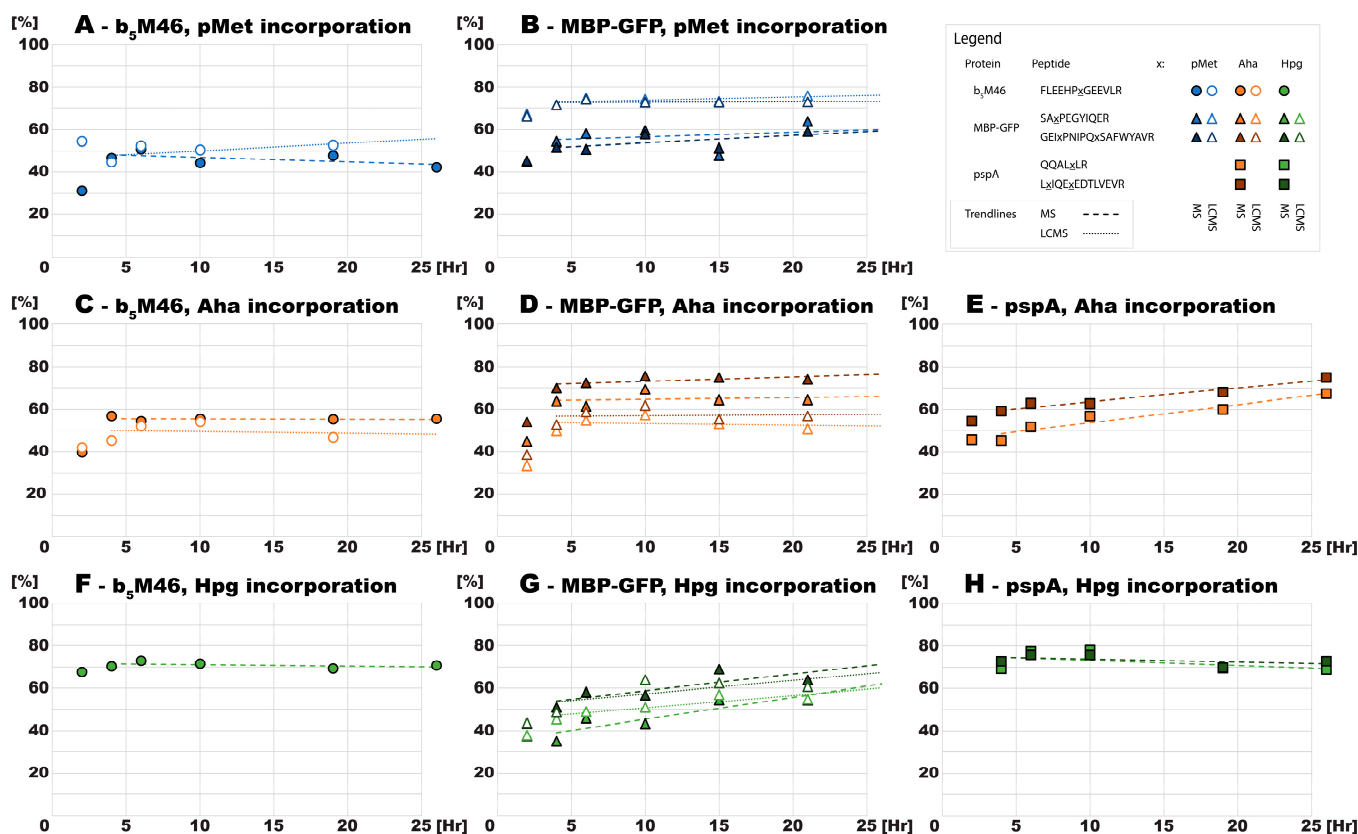 A - b5M46, pMet incorporation
[%]
100
80
60
40
20
0 5 10 15 20 25 [Hr]
B - MBP-GFP, pMet incorporation
[%]
100
80
60
40
20
0 5 10 15 20 25 [Hr]
Legend
Protein Peptide x: pMet Aha Hpg
b5M46 FLEEHPxGEEVLR
MBP-GFP SAxPEGYIQER
GEIxPNIPQxSAFWYAVR
pspA QQALxLR
LxIQExEDTLVEVR
Trendlines MS
LCMS
MS LCMS MS LCMS MS LCMS
C - b5M46, Aha incorporation
[%]
100
80
60
40
20
0 5 10 15 20 25 [Hr]
D - MBP-GFP, Aha incorporation
[%]
100
80
60
40
20
0 5 10 15 20 25 [Hr]
E - pspA, Aha incorporation
[%]
100
80
60
40
20
0 5 10 15 20 25 [Hr]
F - b5M46, Hpg incorporation
[%]
100
80
60
40
20
0 5 10 15 20 25 [Hr]
G - MBP-GFP, Hpg incorporation
[%]
100
80
60
40
20
0 5 10 15 20 25 [Hr]
H - pspA, Hpg incorporation
[%]
100
80
60
40
20
0 5 10 15 20 25 [Hr]